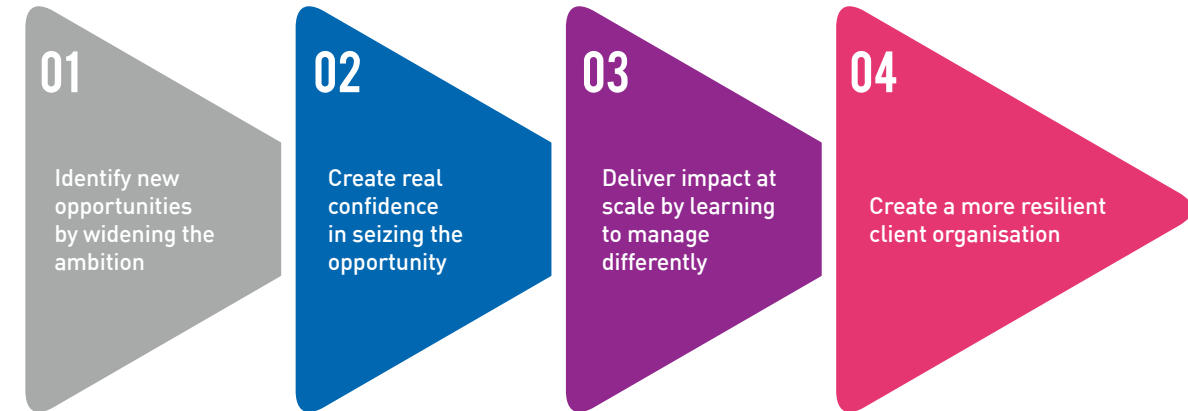 01
Identify new
opportunities
by widening the
ambition
02
Create real
confidence
in seizing the
opportunity
03
Deliver impact at
scale by learning
to manage
differently
04
Create a more resilient
client organisation